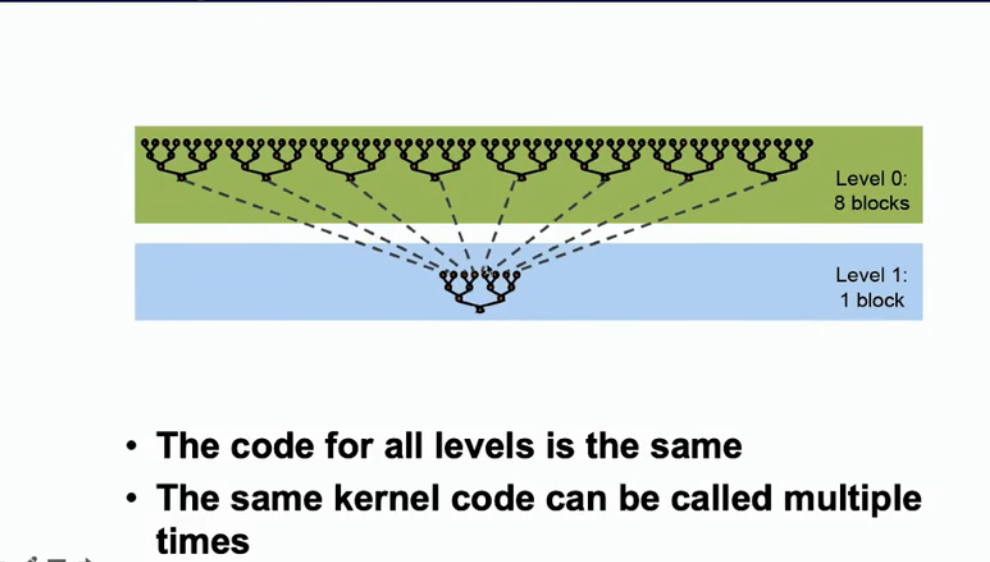 Level 0:
8 blocks
Level 1:
1 block
• The code for all levels is the same
• The same kernel code can be called multiple
times